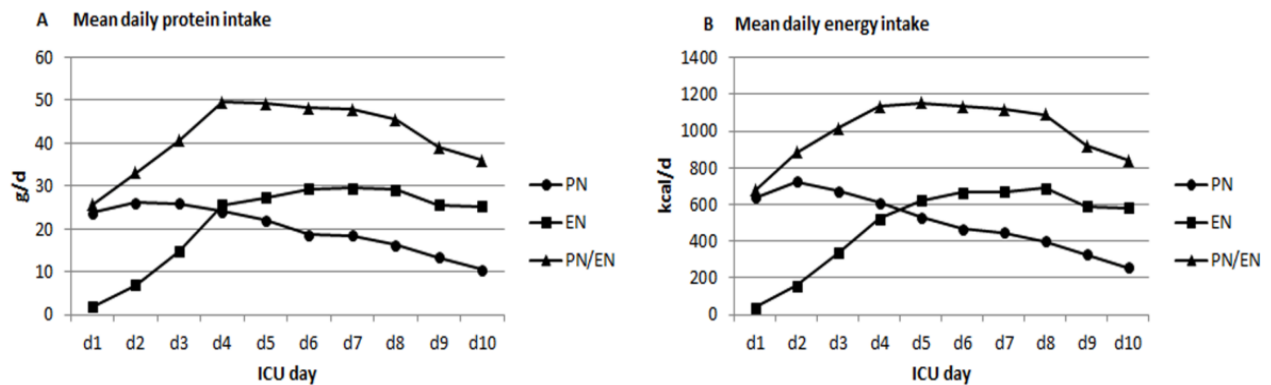 A Mean daily protein intake
60
50
40
30
20
10
0
g/d
d1 d2 d3 d4 d5 d6 d7 d8 d9 d10
ICU day
PN
EN
PN/EN
B Mean daily energy intake
1400
1200
1000
800
600
400
200
0
kcal/d
d1 d2 d3 d4 d5 d6 d7 d8 d9 d10
ICU day
PN
EN
PN/EN